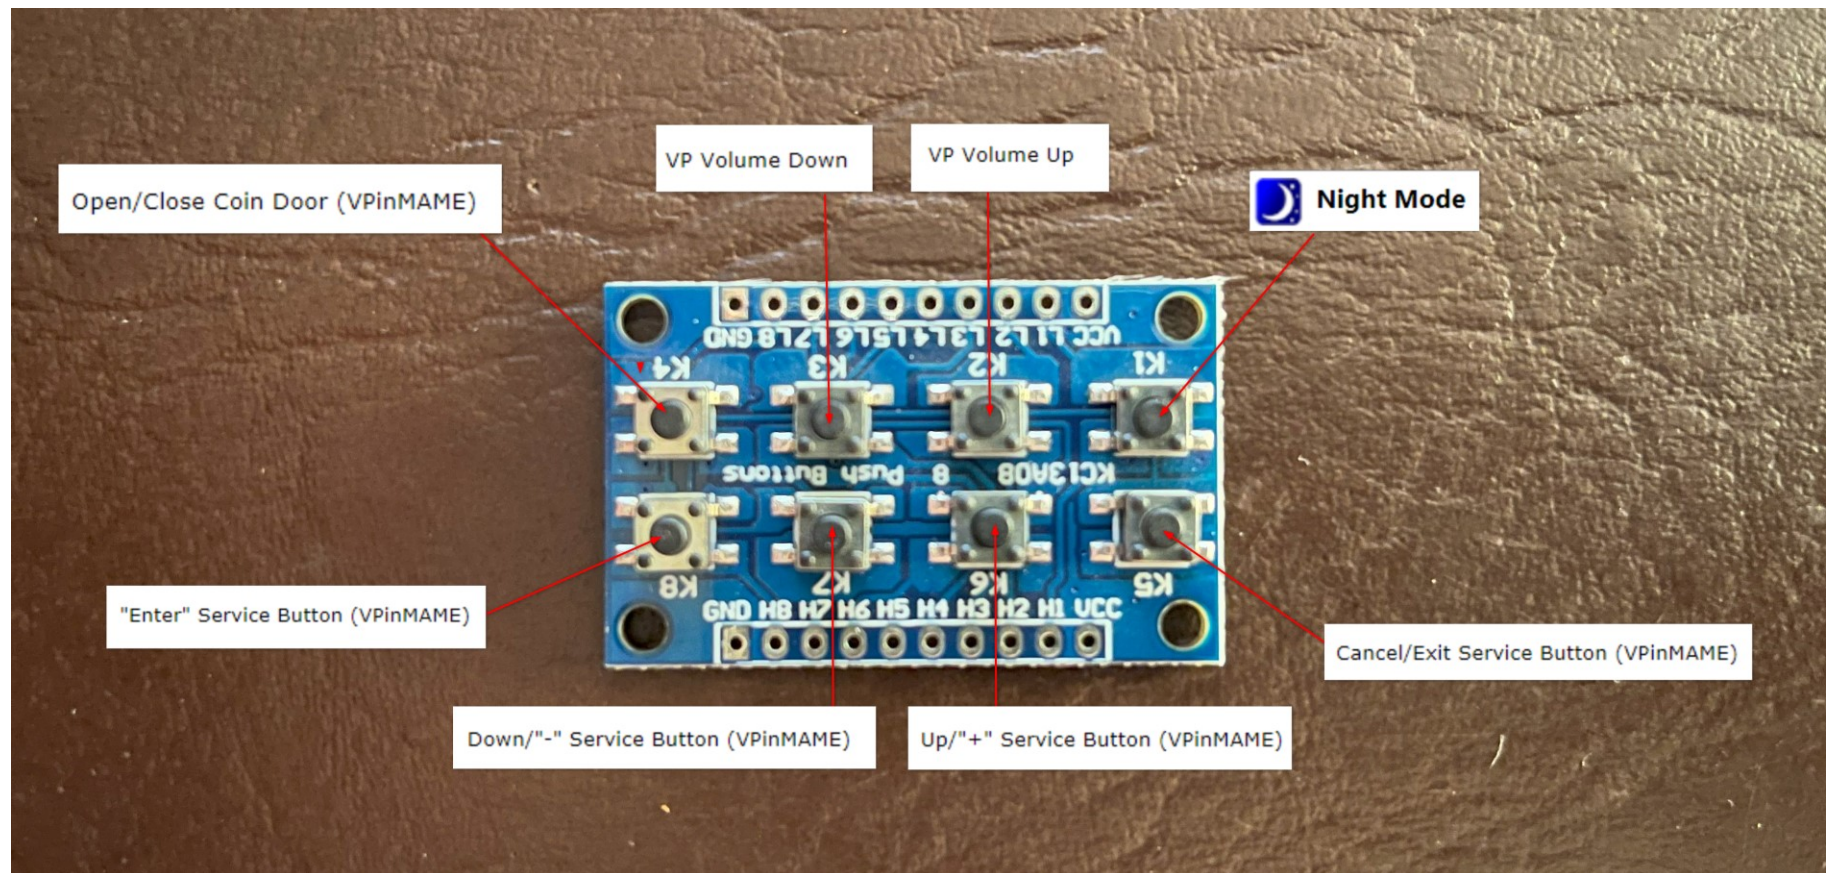 VP Volume Down
VP Volume Up
Open/Close Coin Door (VPinMAME)
Night Mode
GND L8 L7 L6 L5 L4 L3 L2 L1 VCC
K4 K3 K2 K1
Push Buttons 8 KC13A08
K8 K7 K6 K5
GND H8 H7 H6 H5 H4 H3 H2 H1 VCC
"Enter" Service Button (VPinMAME)
Cancel/Exit Service Button (VPinMAME)
Down/"-" Service Button (VPinMAME)
Up/"+" Service Button (VPinMAME)